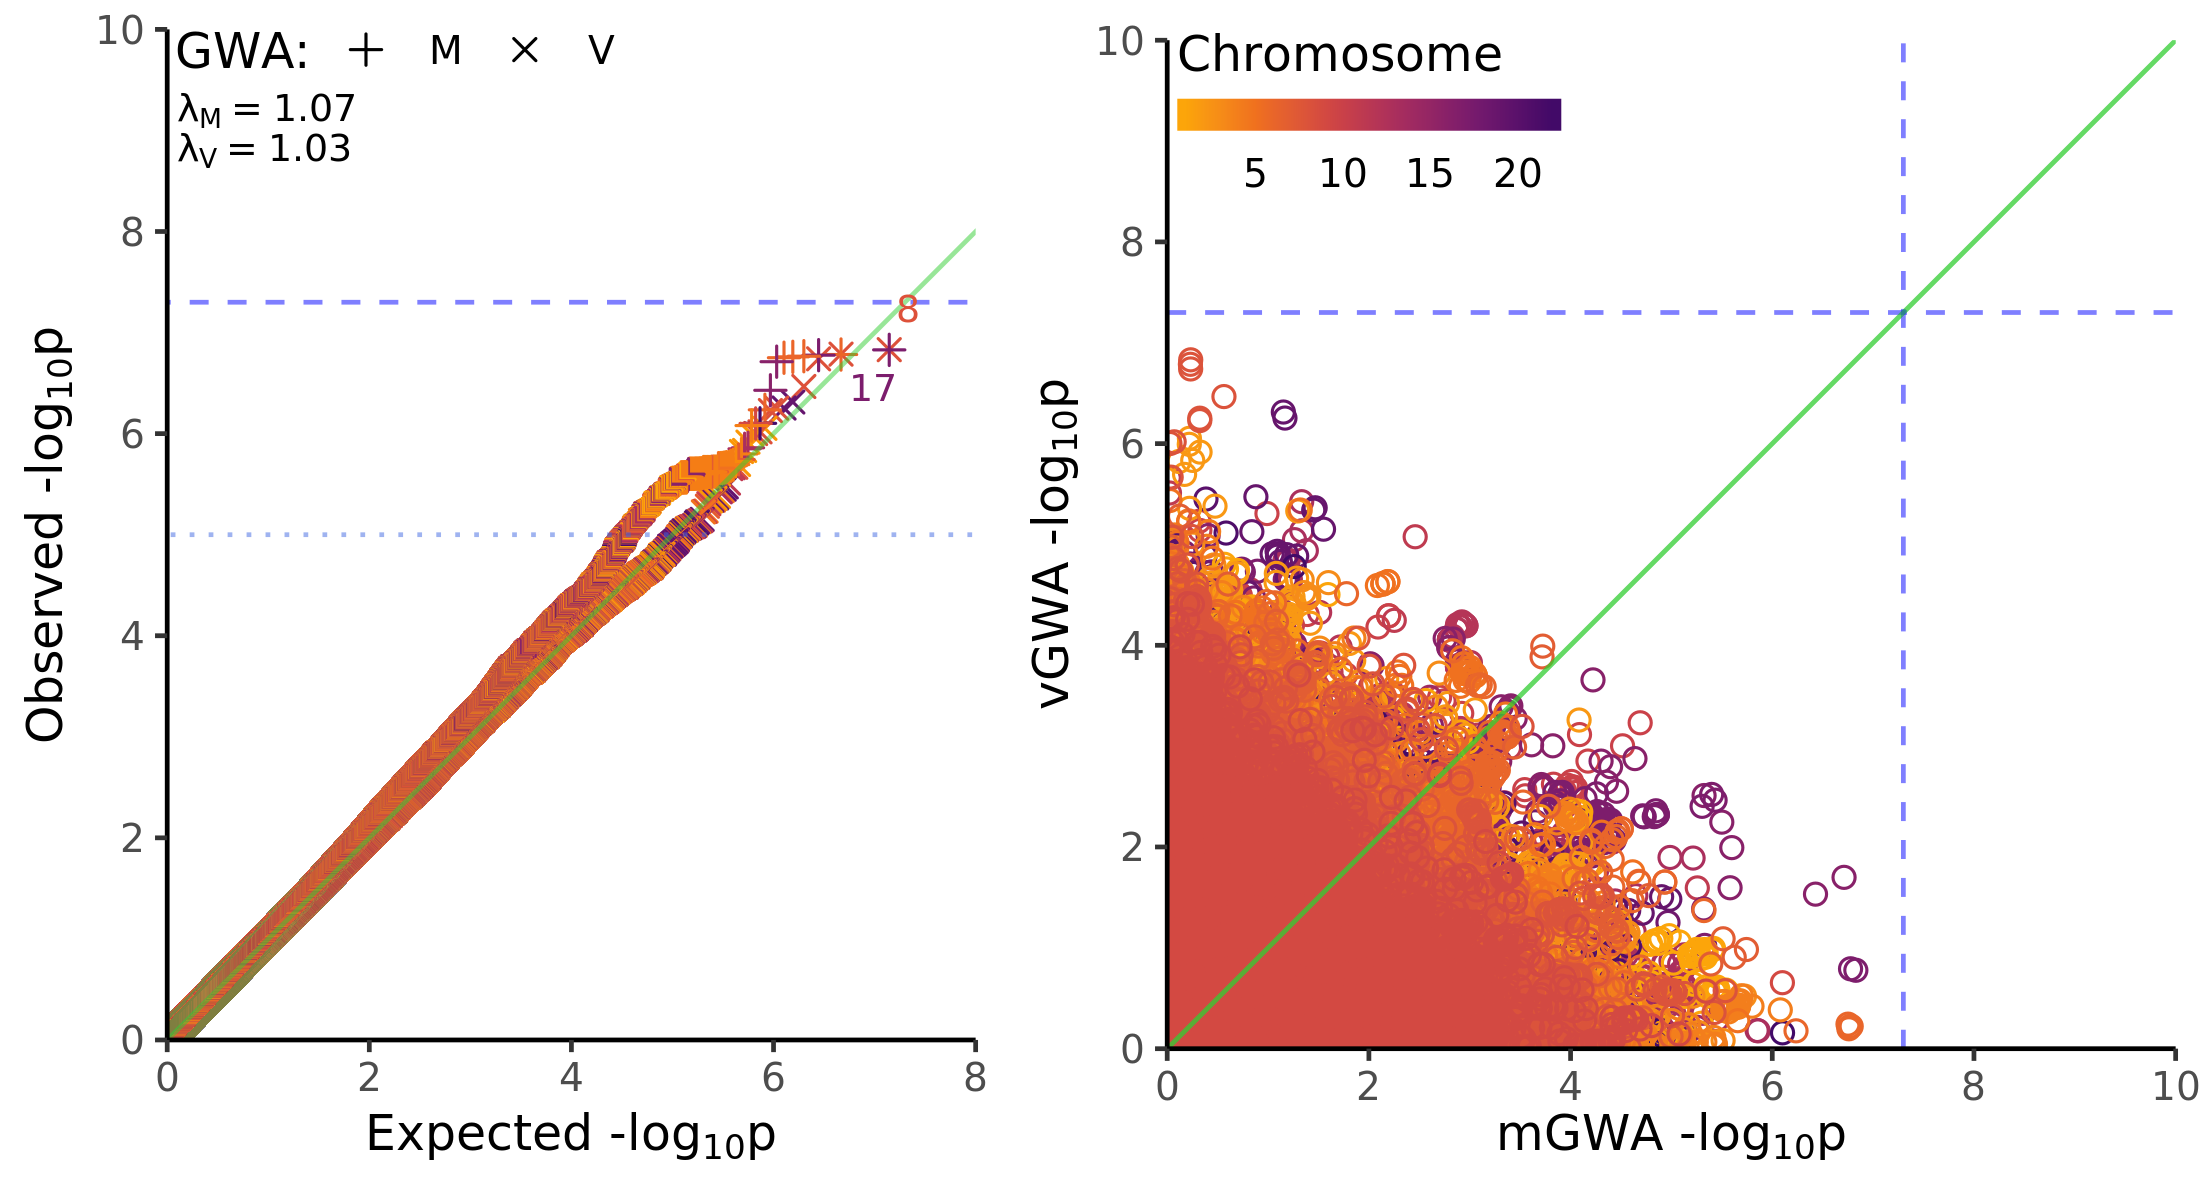 GWA: + M × V
λM = 1.07
λV = 1.03
10
8
6
4
2
0
0 2 4 6 8
Observed -log10p
Expected -log10p
8
17
Chromosome
5 10 15 20
10
8
6
4
2
0
0 2 4 6 8 10
vGWA -log10p
mGWA -log10p